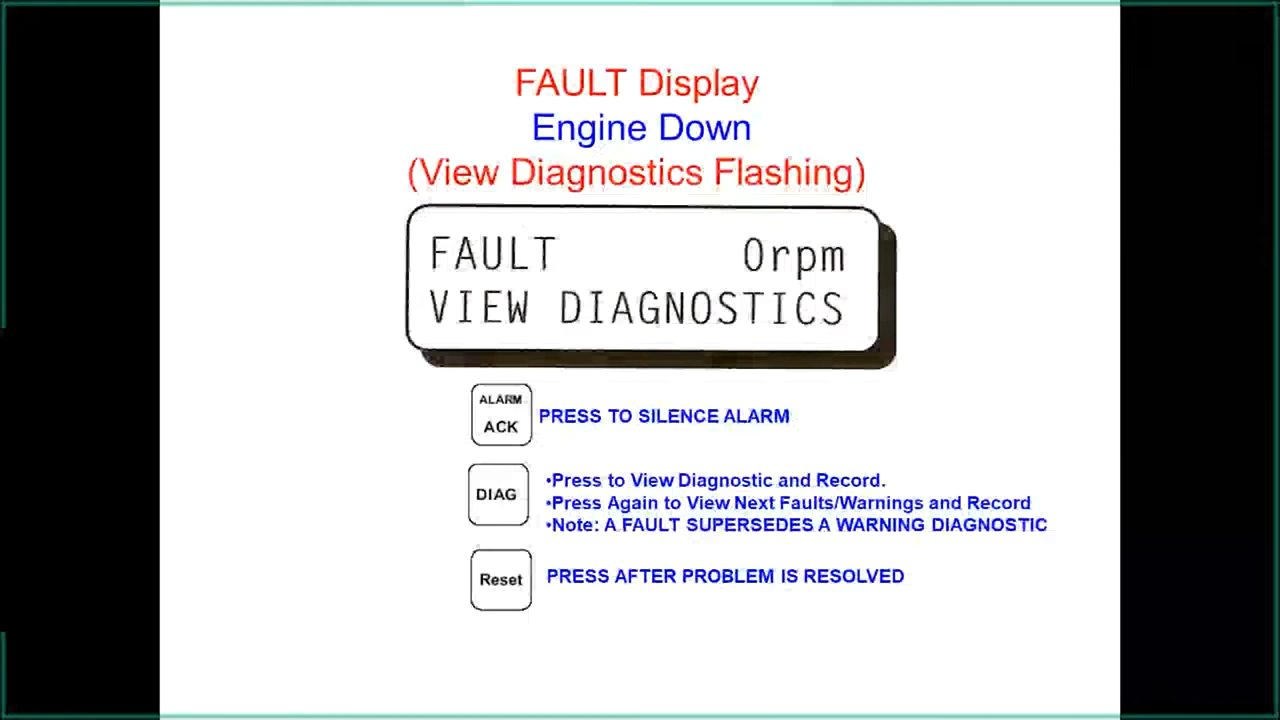 FAULT Display
Engine Down
(View Diagnostics Flashing)
FAULT 0rpm
VIEW DIAGNOSTICS
ALARM
ACK
PRESS TO SILENCE ALARM
DIAG
•Press to View Diagnostic and Record.
•Press Again to View Next Faults/Warnings and Record
•Note: A FAULT SUPERSEDES A WARNING DIAGNOSTIC
Reset
PRESS AFTER PROBLEM IS RESOLVED